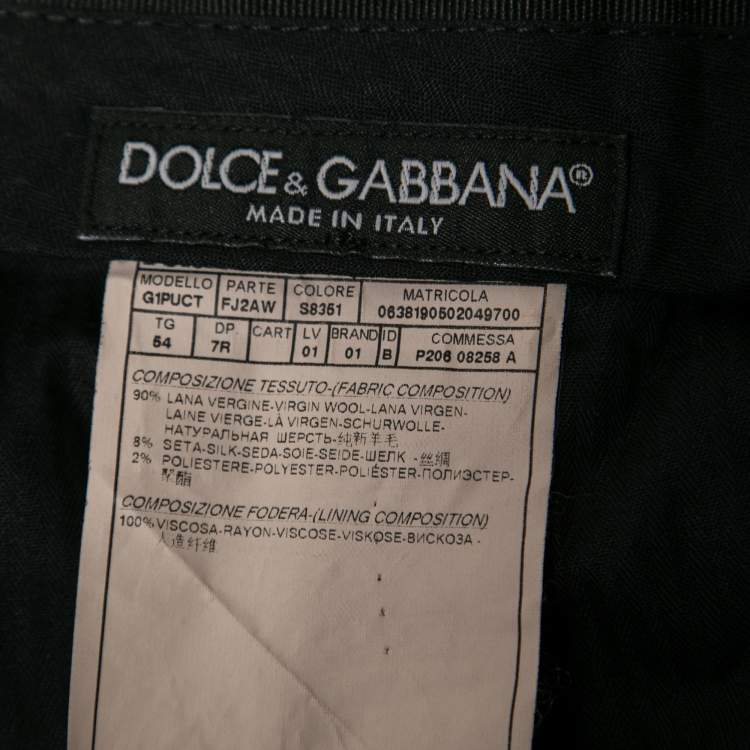 DOLCE & GABBANA®
MADE IN ITALY
MODELLO PARTE COLORE MATRICOLA
G1PUCT FJ2AW S8351 0638190502049700
TG DP. CART LV BRAND ID COMMESSA
54 7R 01 01 B P206 08258 A
COMPOSIZIONE TESSUTO-(FABRIC COMPOSITION)
90% LANA VERGINE-VIRGIN WOOL-LANA VIRGEN-
LAINE VIERGE-LÀ VIRGEN-SCHURWOLLE-
НАТУРАЛЬНАЯ ШЕРСТЬ-纯新羊毛
8% SETA-SILK-SEDA-SOIE-SEIDE-ШЕЛК -丝绸
2% POLIESTERE-POLYESTER-POLIÉSTER-ПОЛИЭСТЕР-
聚酯
COMPOSIZIONE FODERA-(LINING COMPOSITION)
100% VISCOSA-RAYON-VISCOSE-VISKOSE-ВИСКОЗА -
人造纤维